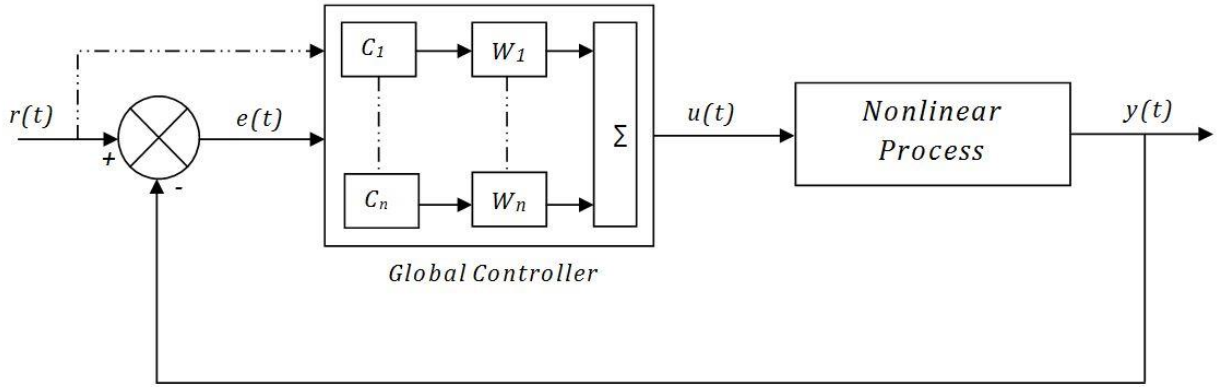 r(t)
+
-
e(t)
C1
W1
Cn
Wn
Σ
Global Controller
u(t)
Nonlinear
Process
y(t)